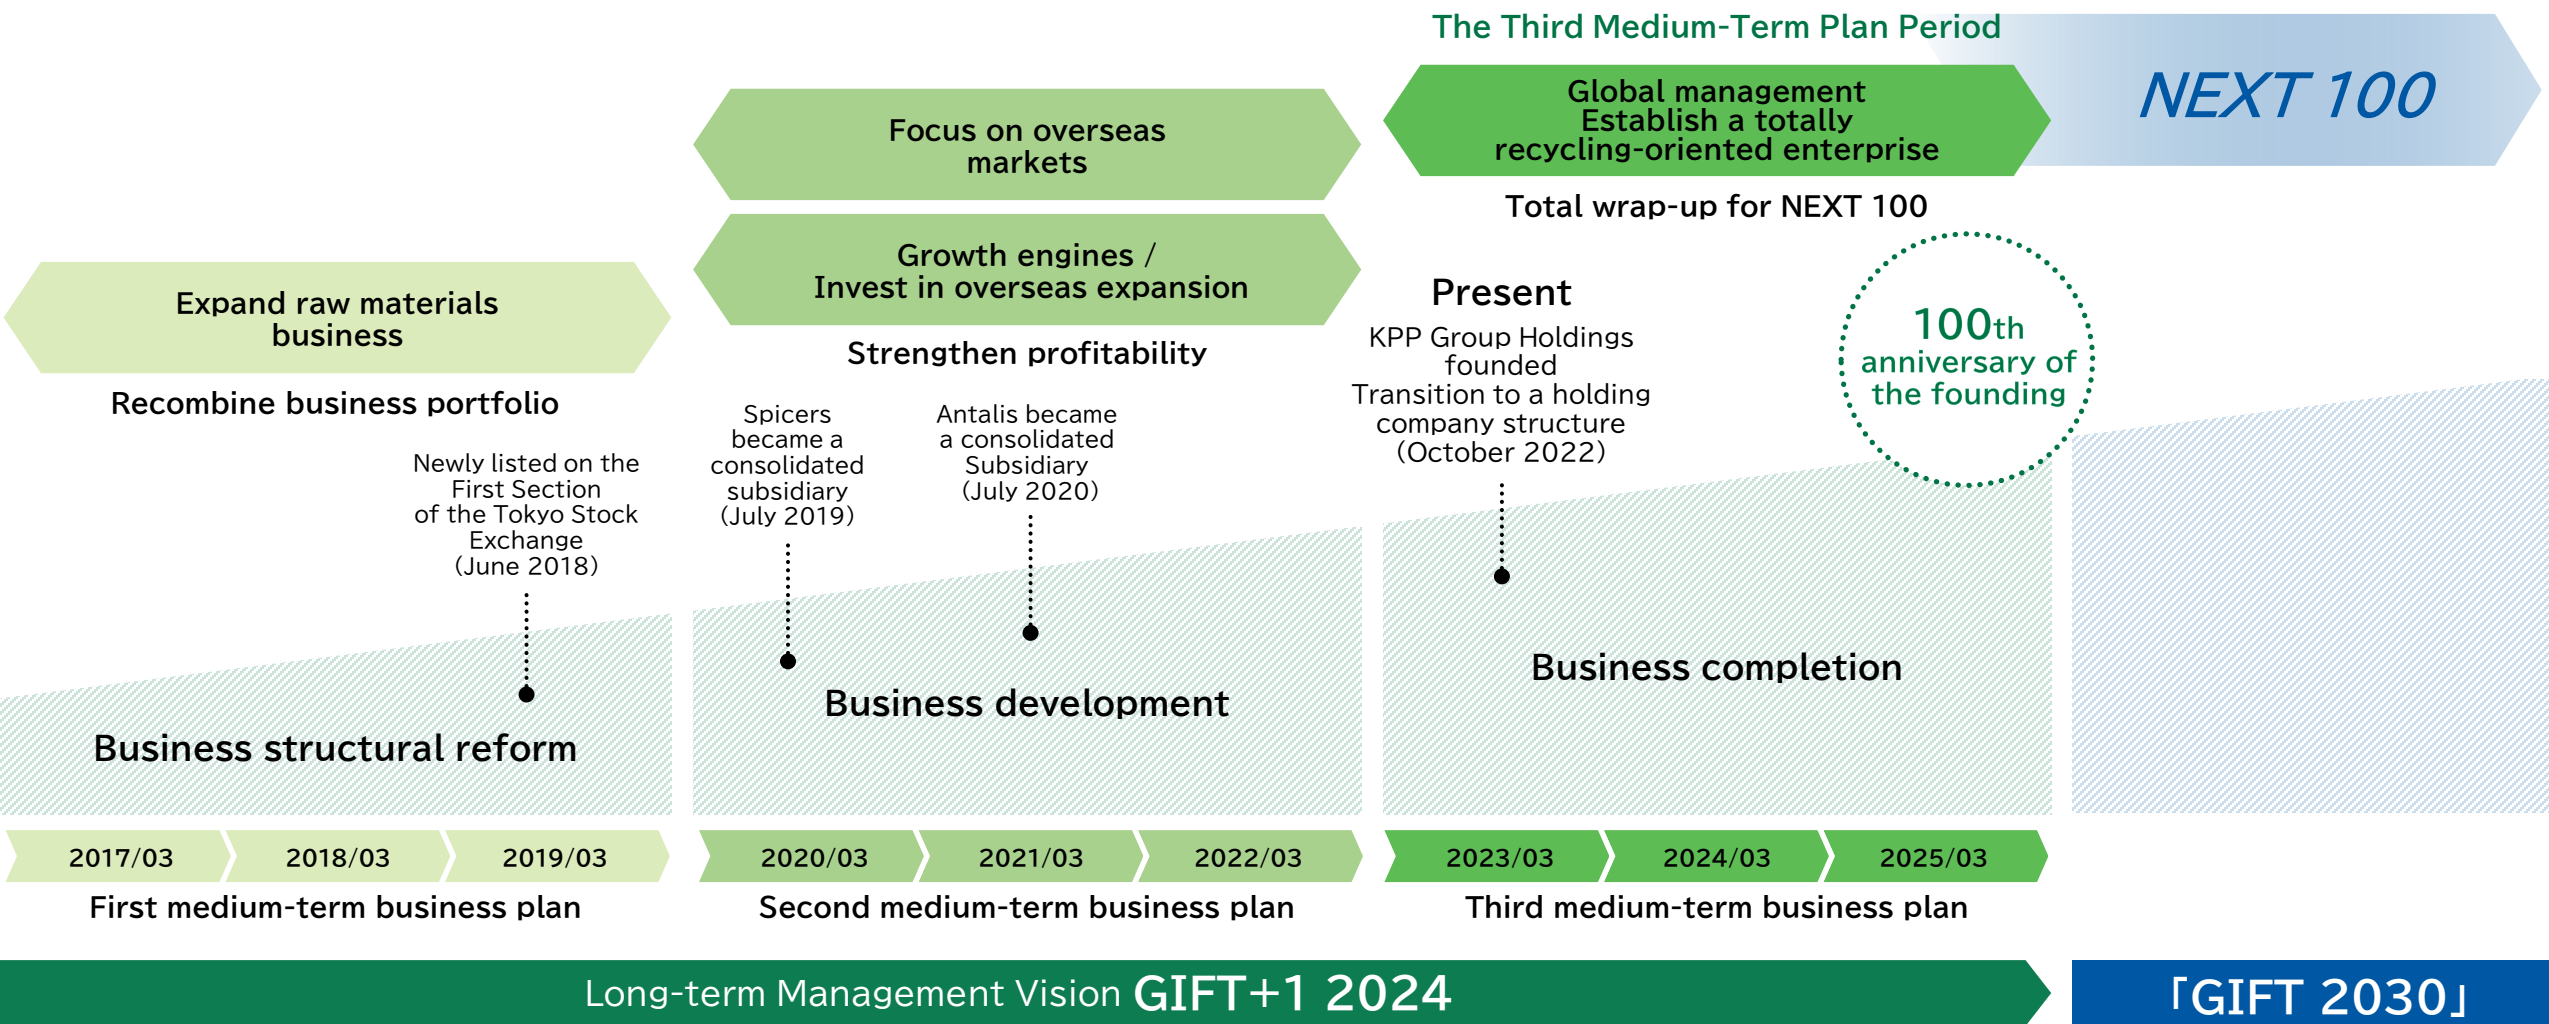 The Third Medium-Term Plan Period
NEXT 100
Global management
Establish a totally
recycling-oriented enterprise
Total wrap-up for NEXT 100
Focus on overseas
markets
Growth engines /
Invest in overseas expansion
Strengthen profitability
Expand raw materials
business
Recombine business portfolio
Newly listed on the
First Section
of the Tokyo Stock
Exchange
(June 2018)
Spicers
became a
consolidated
subsidiary
(July 2019)
Antalis became
a consolidated
Subsidiary
(July 2020)
Present
KPP Group Holdings
founded
Transition to a holding
company structure
(October 2022)
100th
anniversary of
the founding
Business structural reform
Business development
Business completion
2017/03
2018/03
2019/03
2020/03
2021/03
2022/03
2023/03
2024/03
2025/03
First medium-term business plan
Second medium-term business plan
Third medium-term business plan
Long-term Management Vision GIFT+1 2024
「GIFT 2030」